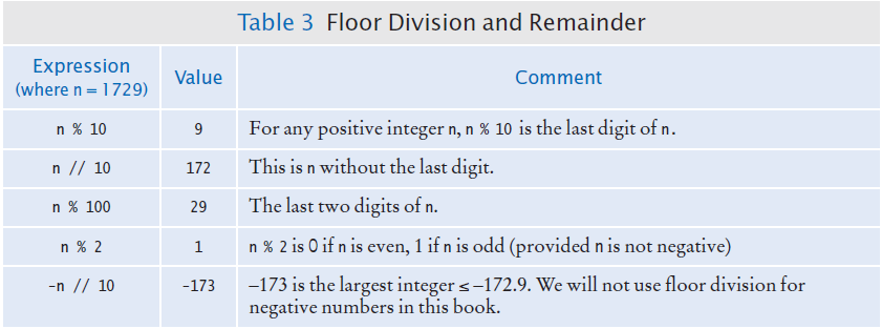 Table 3 Floor Division and Remainder
Expression
(where n = 1729)
Value
Comment
n % 10
9
For any positive integer n, n % 10 is the last digit of n.
n // 10
172
This is n without the last digit.
n % 100
29
The last two digits of n.
n % 2
1
n % 2 is 0 if n is even, 1 if n is odd (provided n is not negative)
-n // 10
-173
–173 is the largest integer ≤ –172.9. We will not use floor division for
negative numbers in this book.